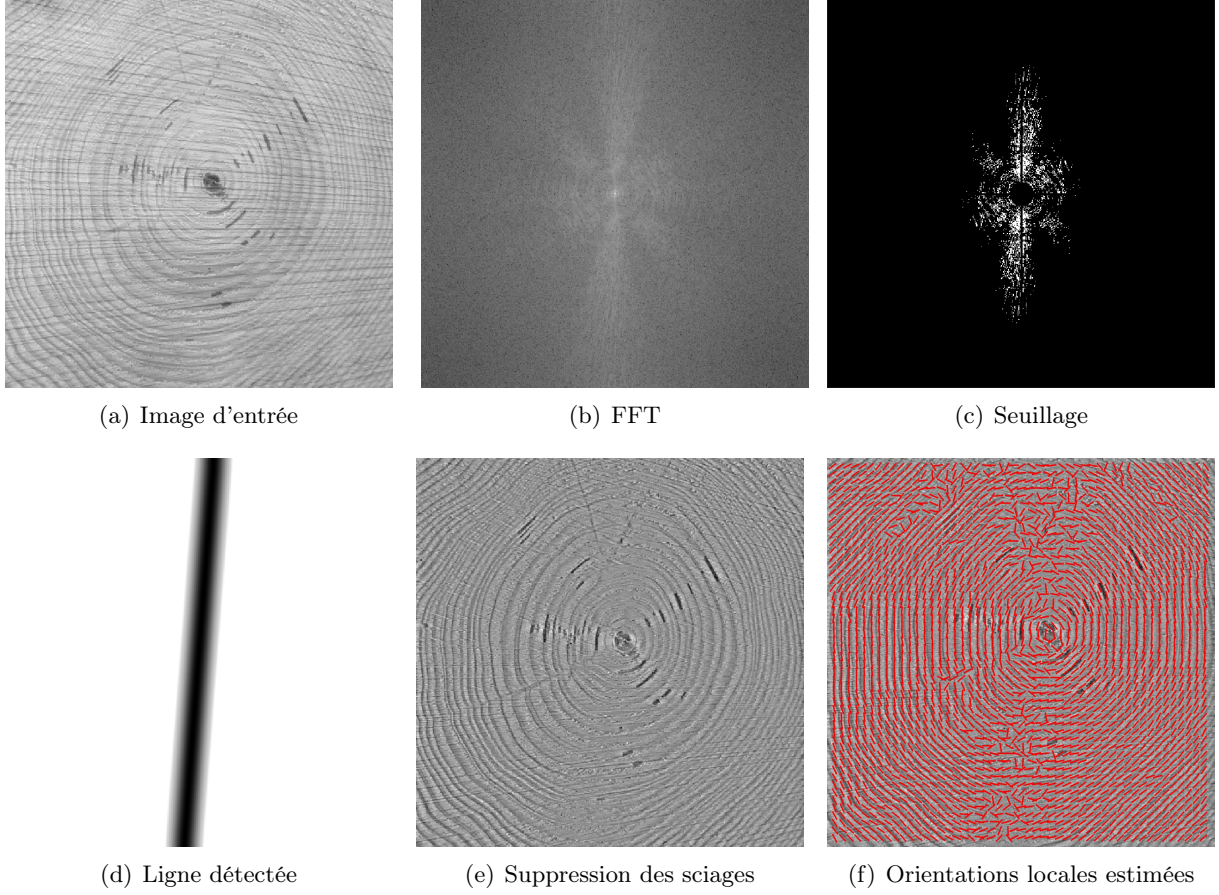 (a) Image d'entrée
(b) FFT
(c) Seuillage
(d) Ligne détectée
(e) Suppression des sciages
(f) Orientations locales estimées